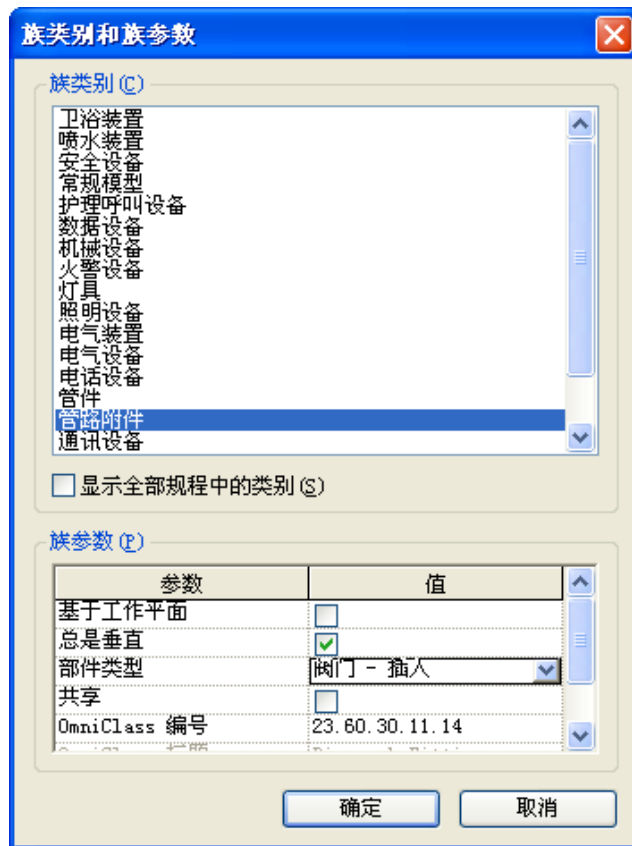 族类别和族参数
族类别(C)
卫浴装置
喷水装置
安全设备
常规模型
护理呼叫设备
数据设备
机械设备
火警设备
灯具
照明设备
电气装置
电气设备
电话设备
管件
管路附件
通讯设备
显示全部规程中的类别(S)
族参数(P)
参数 值
基于工作平面
总是垂直
部件类型 阀门 - 插入
共享
OmniClass 编号 23.60.30.11.14
确定 取消